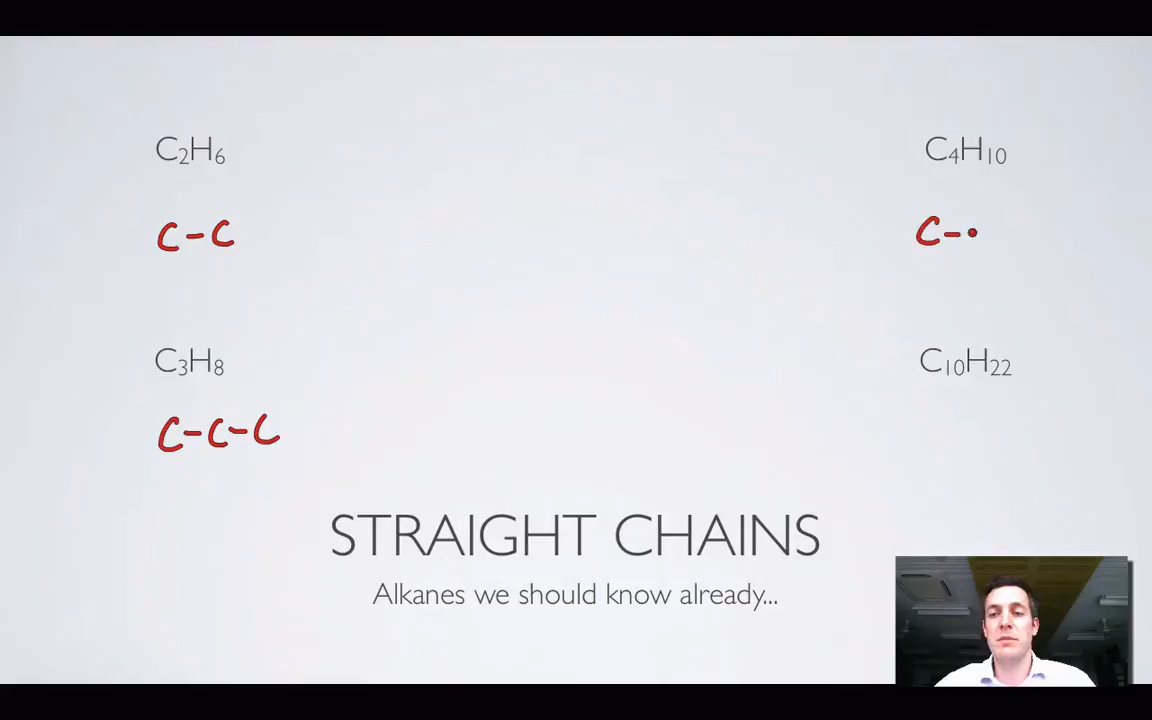 C₂H₆
C₄H₁₀
C-C
C-
C₃H₈
C₁₀H₂₂
C-C-C
STRAIGHT CHAINS
Alkanes we should know already...